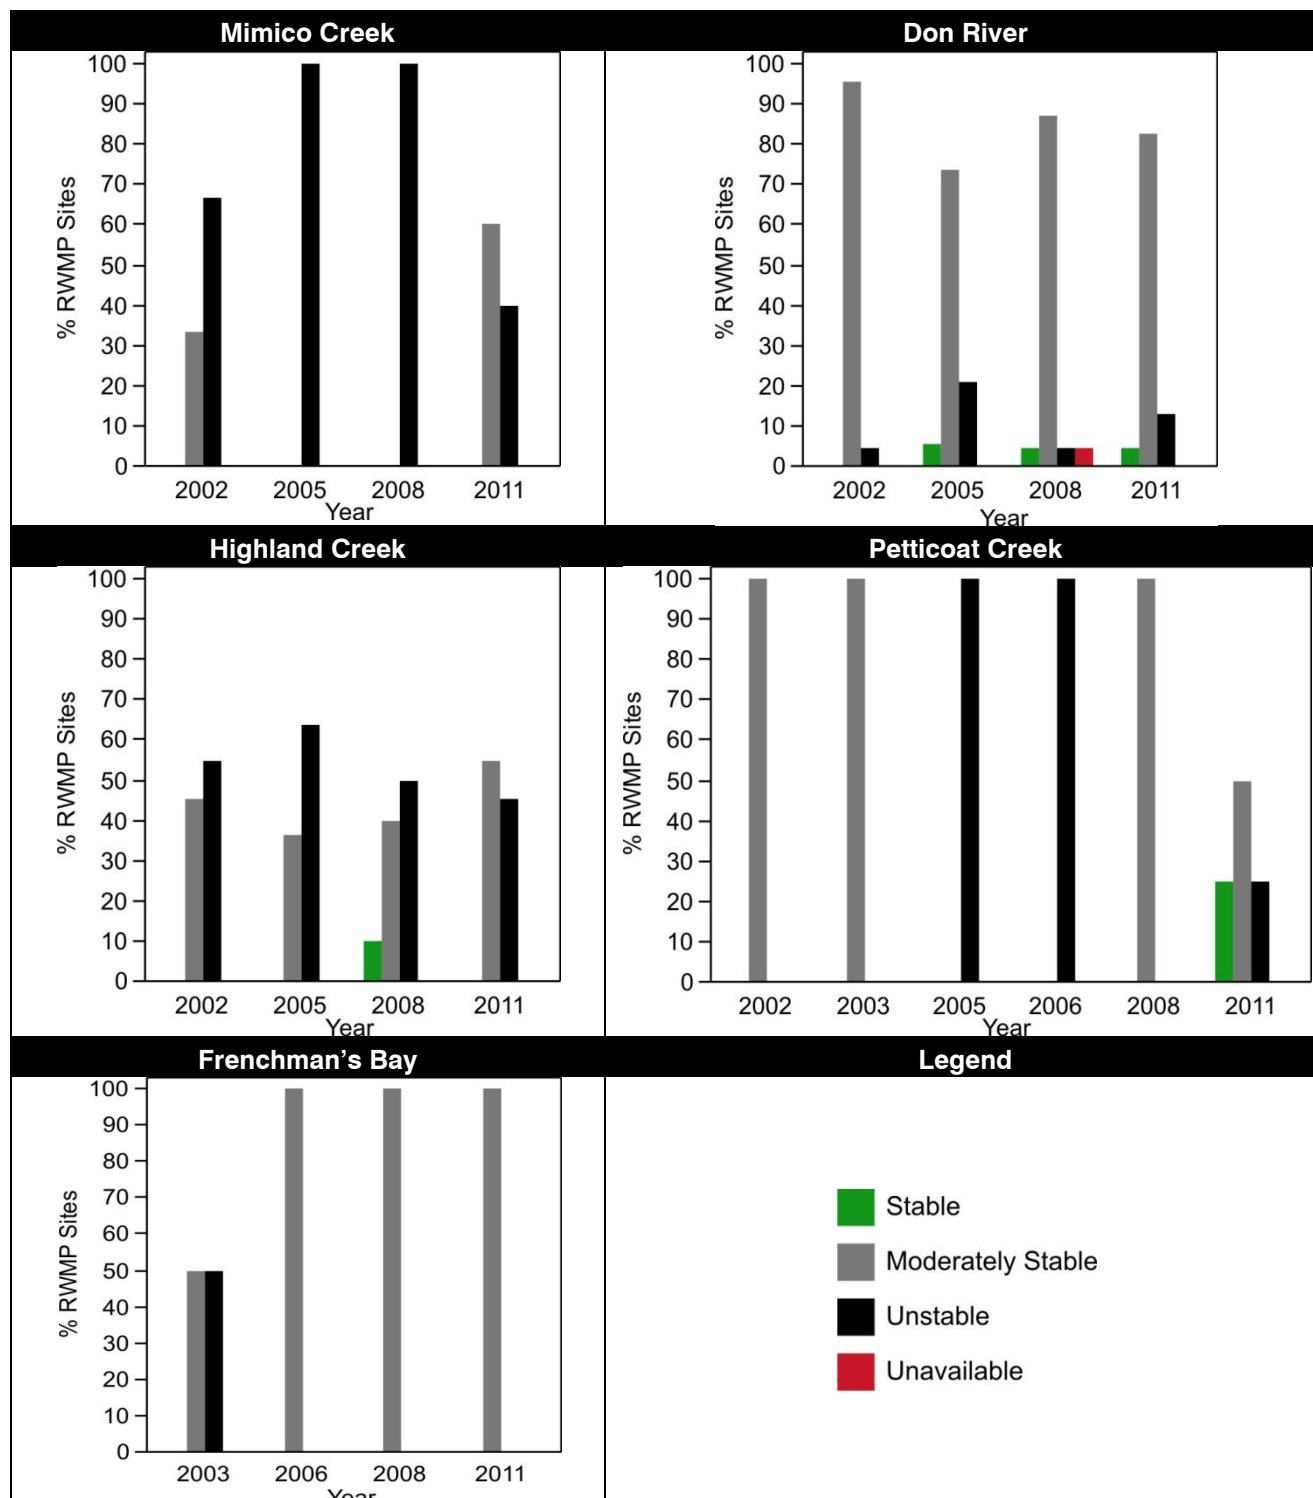 Mimico Creek
100
90
80
70
60
50
40
30
20
10
0
% RWMP Sites
2002 2005 2008 2011
Year
Don River
100
90
80
70
60
50
40
30
20
10
0
% RWMP Sites
2002 2005 2008 2011
Year
Highland Creek
100
90
80
70
60
50
40
30
20
10
0
% RWMP Sites
2002 2005 2008 2011
Year
Petticoat Creek
100
90
80
70
60
50
40
30
20
10
0
% RWMP Sites
2002 2003 2005 2006 2008 2011
Year
Frenchman’s Bay
100
90
80
70
60
50
40
30
20
10
0
% RWMP Sites
2003 2006 2008 2011
Year
Legend
Stable
Moderately Stable
Unstable
Unavailable